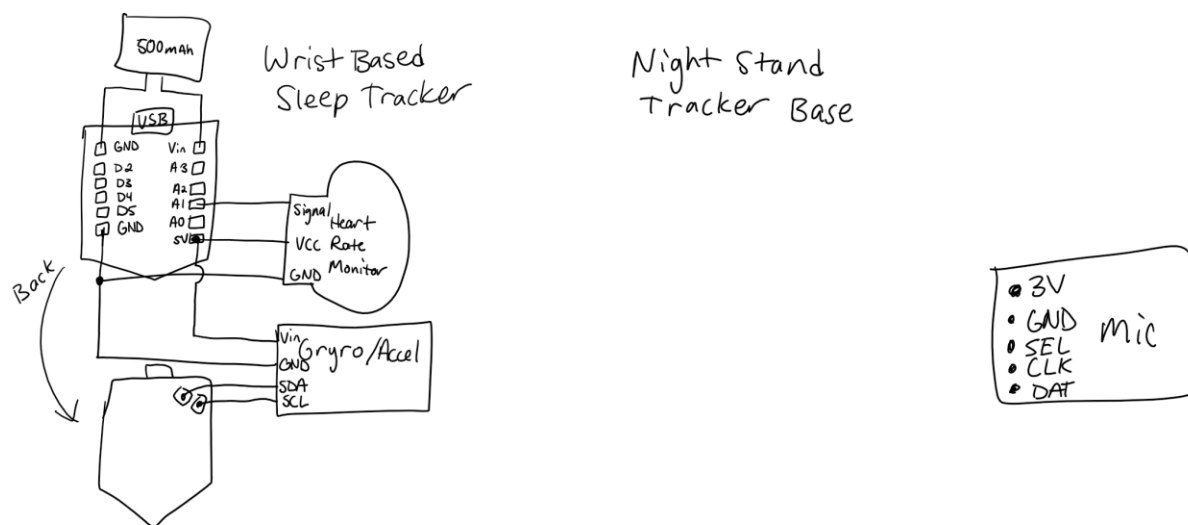 500mAh
Wrist Based
Sleep Tracker
USB
GND
Vin
D2
A3
D3
A2
D4
A1
D5
A0
GND
5V
Signal
Heart
VCC Rate
GND Monitor
Back
Vin
Gryro/Accel
GND
SDA
SCL
Night Stand
Tracker Base
3V
GND
SEL
CLK
DAT
Mic